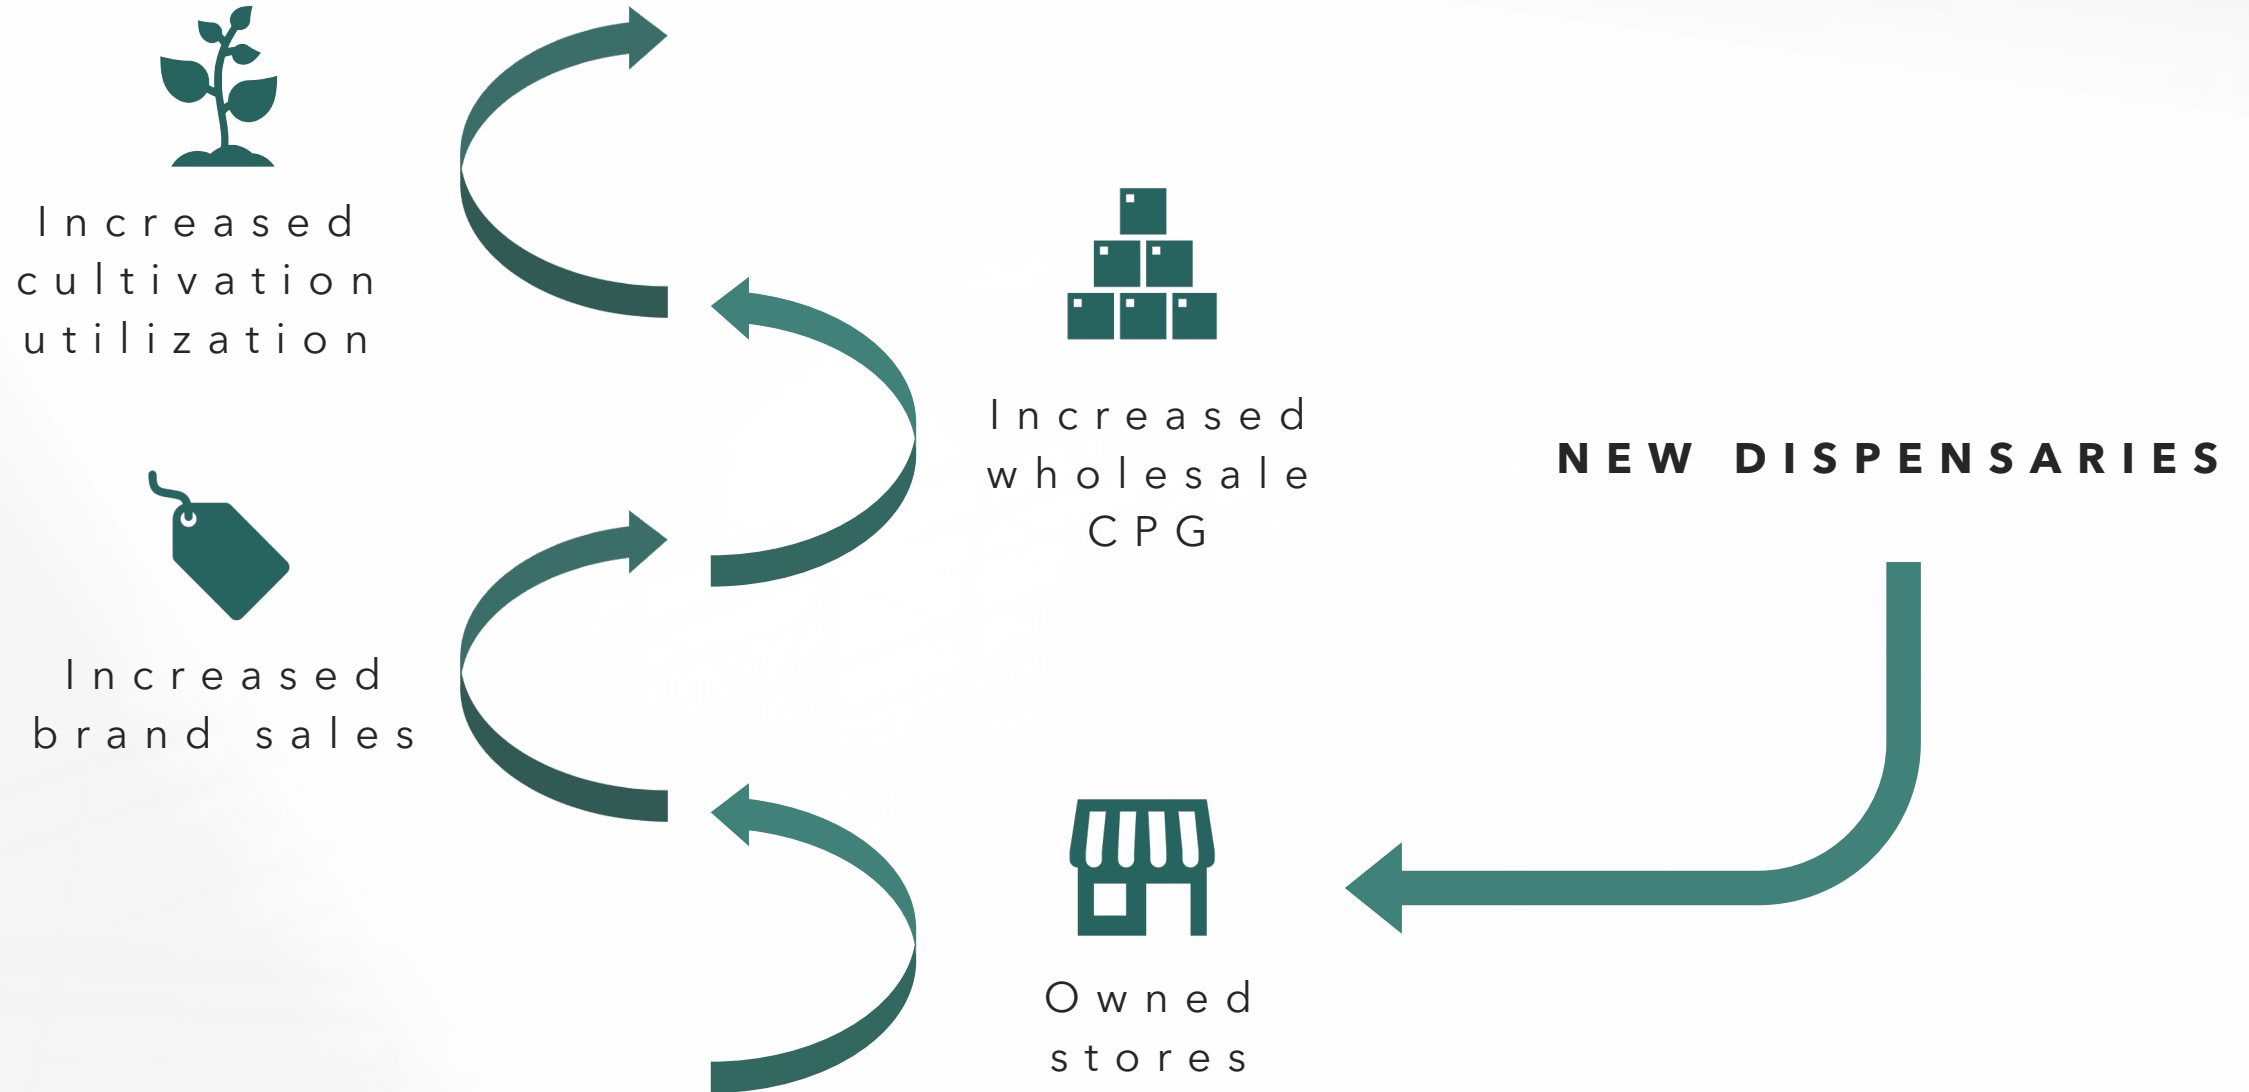 Increased
cultivation
utilization
Increased
wholesale
CPG
NEW DISPENSARIES
Increased
brand sales
Owned
stores